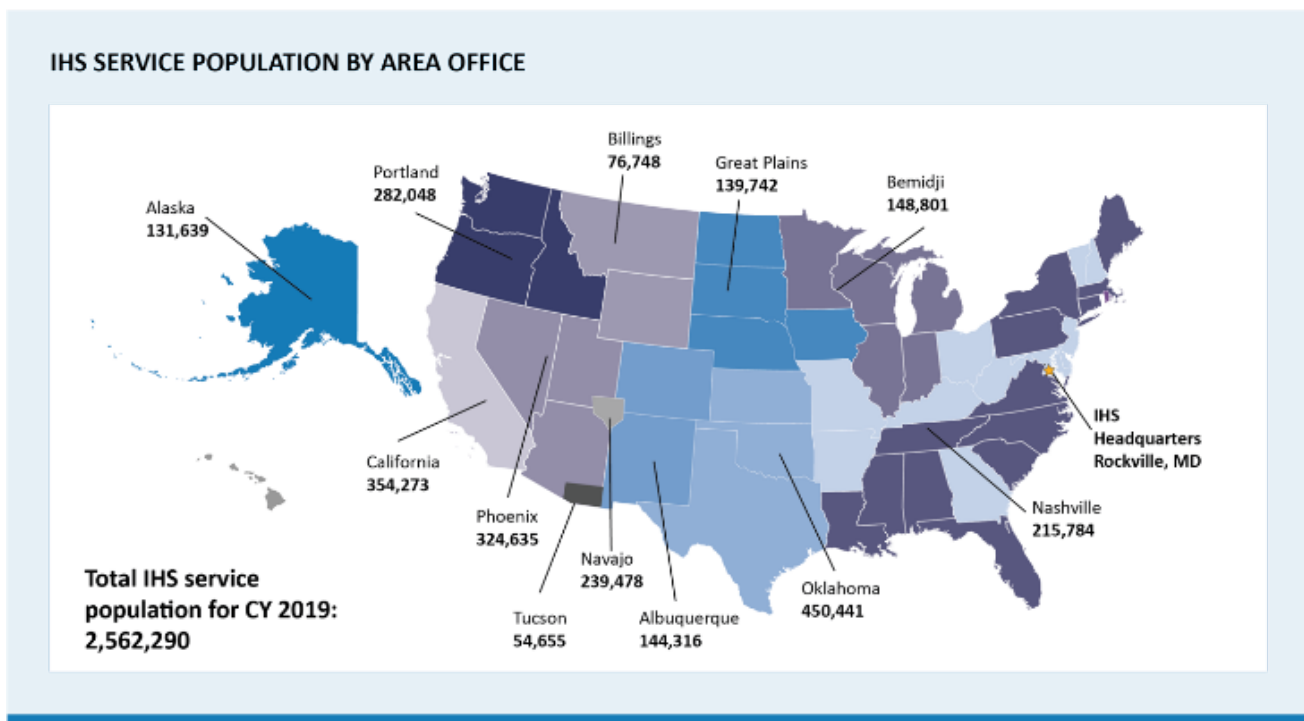 IHS SERVICE POPULATION BY AREA OFFICE
Billings
76,748
Portland
282,048
Great Plains
139,742
Bemidji
148,801
Alaska
131,639
IHS
Headquarters
Rockville, MD
California
354,273
Phoenix
324,635
Nashville
215,784
Navajo
239,478
Oklahoma
450,441
Tucson
54,655
Albuquerque
144,316
Total IHS service
population for CY 2019:
2,562,290